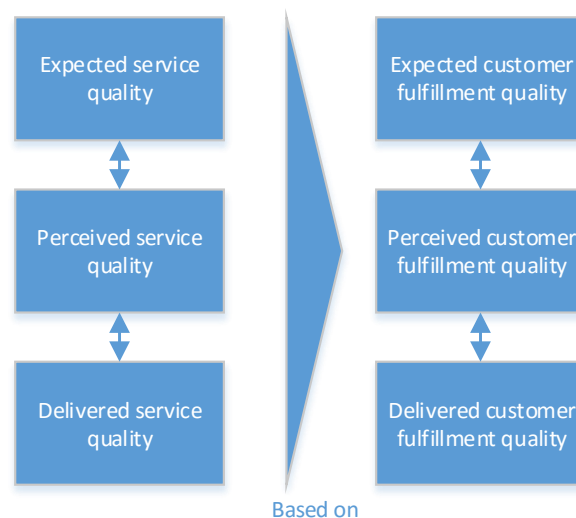 Expected service
quality
Expected customer
fulfillment quality
Perceived service
quality
Perceived customer
fulfillment quality
Delivered service
quality
Delivered customer
fulfillment quality
Based on